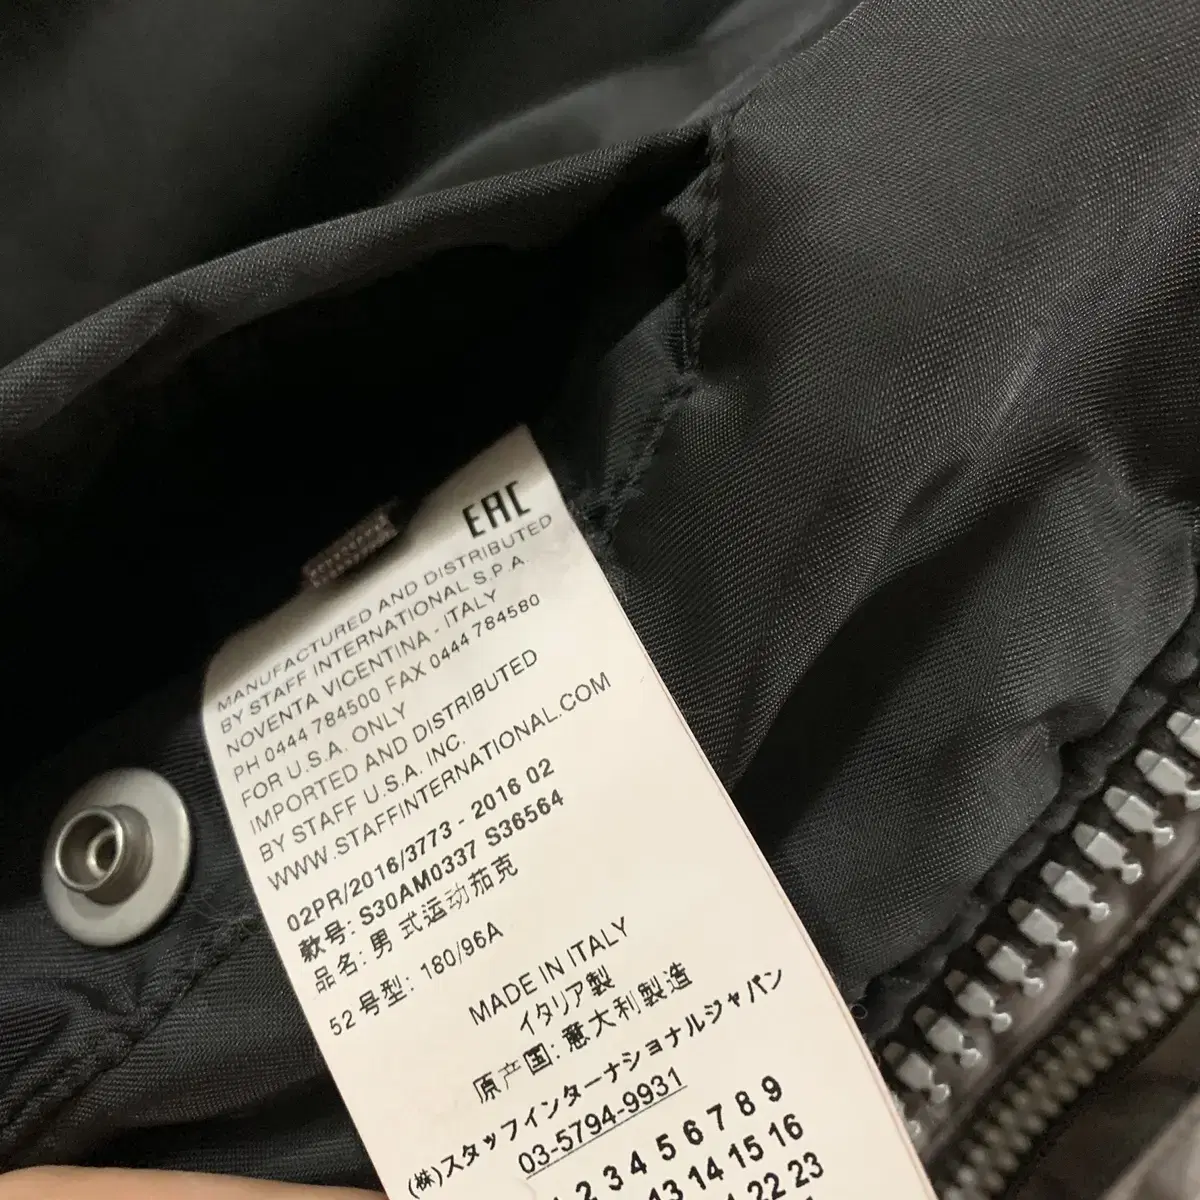 EAC
MANUFACTURED AND DISTRIBUTED
BY STAFF INTERNATIONAL S.P.A.
NOVENTA VICENTINA - ITALY
PH 0444 784500 FAX 0444 784580
FOR U.S.A. ONLY
IMPORTED AND DISTRIBUTED
BY STAFF U.S.A. INC.
WWW.STAFFINTERNATIONAL.COM
02PR/2016/3773 - 2016 02
款号: S30AM0337 S36564
品名: 男 式运动茄克
52 号型: 180/96A
MADE IN ITALY
イタリア製
原产国: 意大利製造
(株)スタッフインターナショナルジャパン
03-5794-9931
2 3 4 5 6 7 8 9
13 14 15 16
22 23